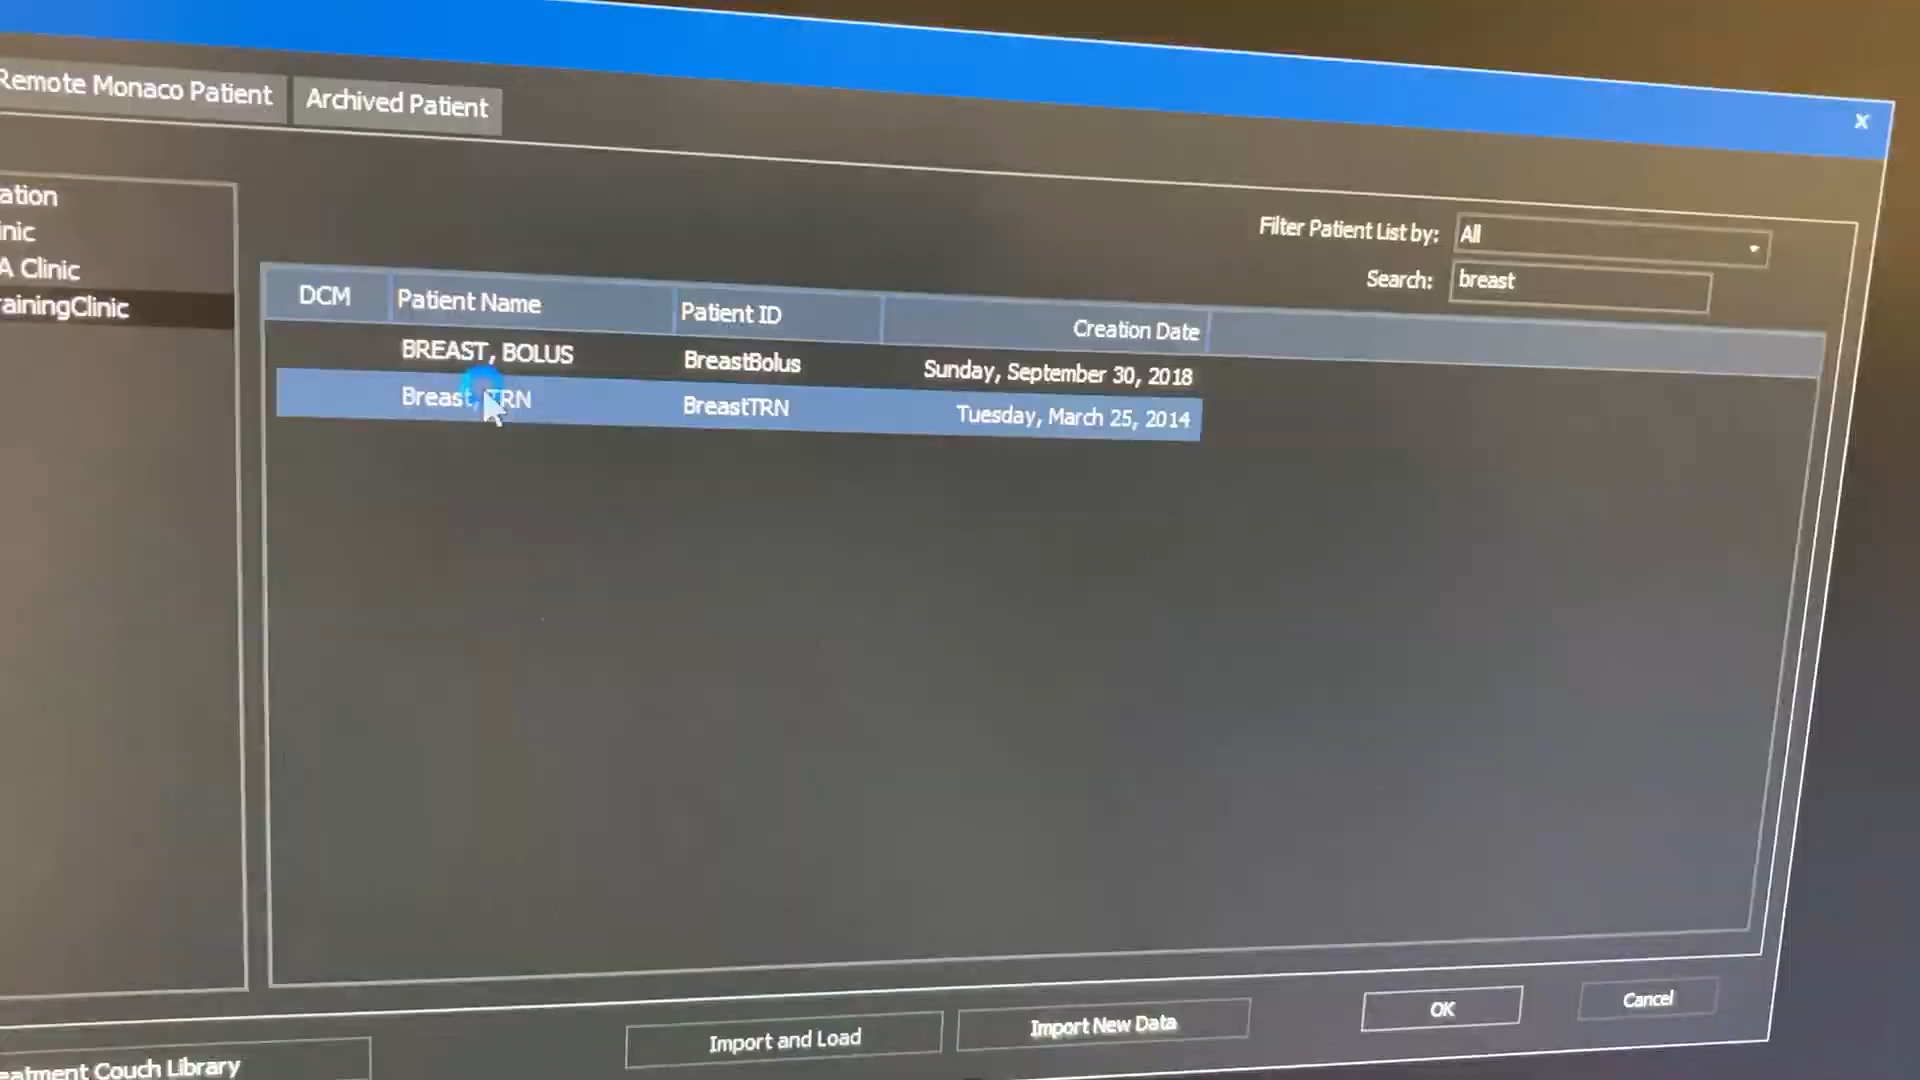 Remote Monaco Patient
Archived Patient
x
ation
inic
A Clinic
ainingClinic
Filter Patient List by: All
Search: breast
DCM Patient Name Patient ID Creation Date
BREAST, BOLUS BreastBolus Sunday, September 30, 2018
Breast, TRN BreastTRN Tuesday, March 25, 2014
eatment Couch Library
Import and Load
Import New Data
OK
Cancel